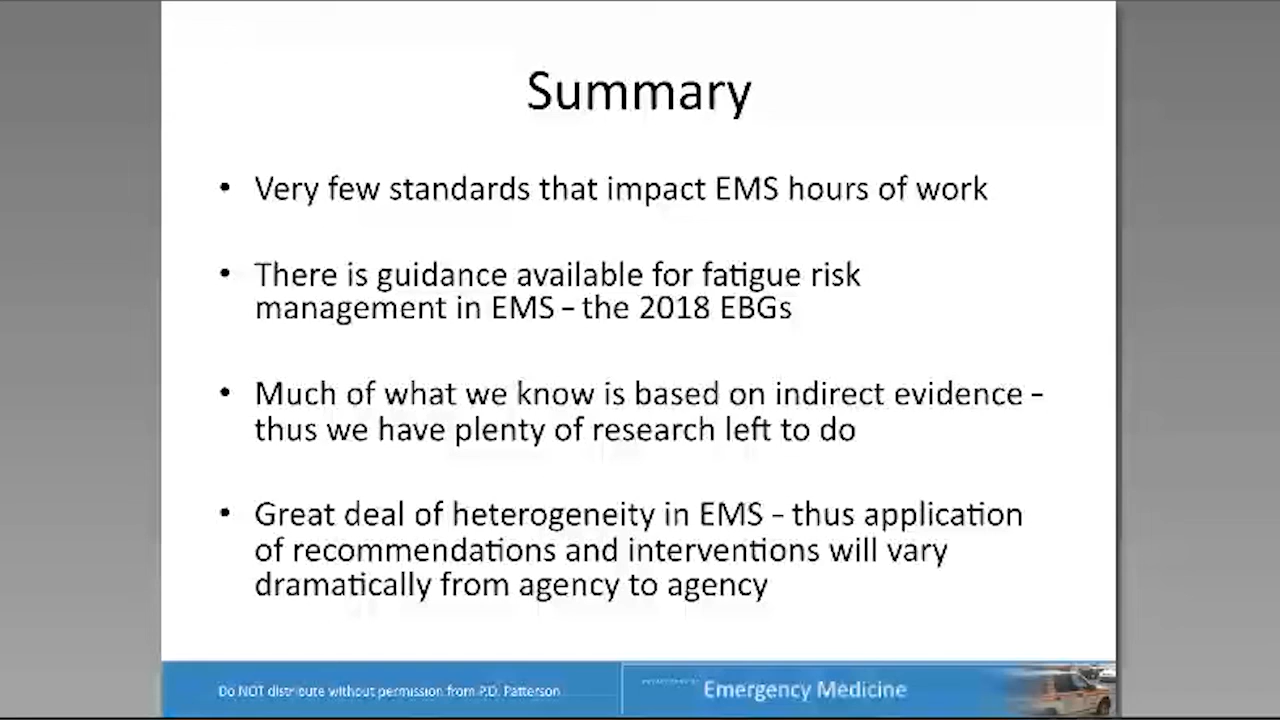 Summary
• Very few standards that impact EMS hours of work
• There is guidance available for fatigue risk
management in EMS – the 2018 EBGs
• Much of what we know is based on indirect evidence –
thus we have plenty of research left to do
• Great deal of heterogeneity in EMS – thus application
of recommendations and interventions will vary
dramatically from agency to agency
Do NOT distribute without permission from P.D. Patterson
Emergency Medicine